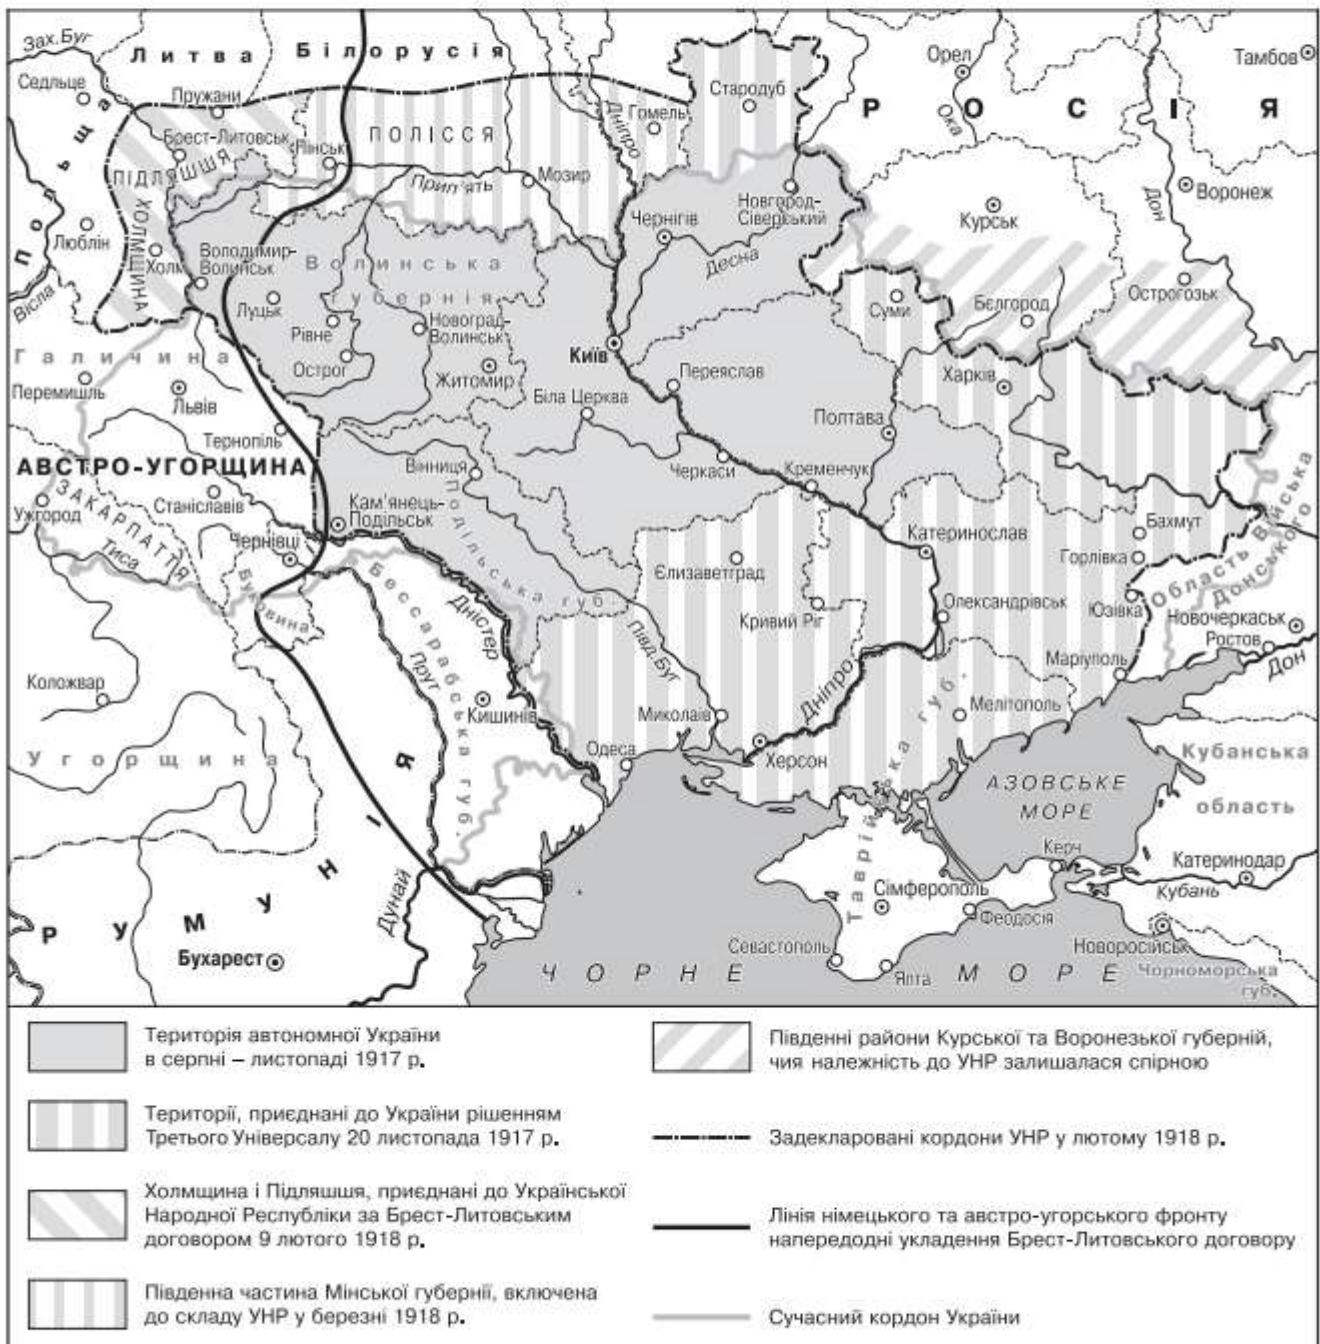 Зах.Буг
Литва
Білорусія
Седльце
Пружани
Орел
Тамбов
Стародуб
Гомель
Дніпро
РОСІЯ
Ока
Польща
Брест-Литовськ
Пінськ
ПОЛІССЯ
ПІДЛЯШШЯ
Прип'ять
Мозир
Дон
Воронеж
Новгород-
Сіверський
Курськ
Чернігів
Люблін
ХОЛМЩИНА
Холм
Володимир-
Волинськ
Волинська
губернія
Десна
Вісла
Луцьк
Рівне
Новоград-
Волинськ
Суми
Бєлгород
Острогозьк
Галичина
Острог
Київ
Житомир
Переяслав
Харків
Перемишль
Львів
Біла Церква
Полтава
Тернопіль
АВСТРО-УГОРЩИНА
Вінниця
Черкаси
Кременчук
ЗАКАРПАТТЯ
Станіславів
Ужгород
Кам'янець-
Подільськ
Подільська губ.
Чернівці
Тиса
Буковина
Бессарабська губ.
Дністер
Прут
Катеринослав
Бахмут
Горлівка
Область Війська
Донського
Єлизаветград
Кривий Ріг
Олександрівськ
Юзівка
Новочеркаськ
Ростов
Дон
Півд.Буг
Маріуполь
Коложвар
Кишинів
Миколаїв
Дніпро
Мелітополь
Угорщина
Одеса
Херсон
Таврійська губ.
АЗОВСЬКЕ
МОРЕ
Кубанська
область
Керч
Катеринодар
Кубань
Сімферополь
Феодосія
РУМУНІЯ
Дунай
Бухарест
Севастополь
Ялта
Новоросійськ
ЧОРНЕ МОРЕ
Чорноморська
губ.
Територія автономної України
в серпні – листопаді 1917 р.
Території, приєднані до України рішенням
Третього Універсалу 20 листопада 1917 р.
Холмщина і Підляшшя, приєднані до Української
Народної Республіки за Брест-Литовським
договором 9 лютого 1918 р.
Південна частина Мінської губернії, включена
до складу УНР у березні 1918 р.
Південні райони Курської та Воронезької губерній,
чия належність до УНР залишалася спірною
Задекларовані кордони УНР у лютому 1918 р.
Лінія німецького та австро-угорського фронту
напередодні укладення Брест-Литовського договору
Сучасний кордон України